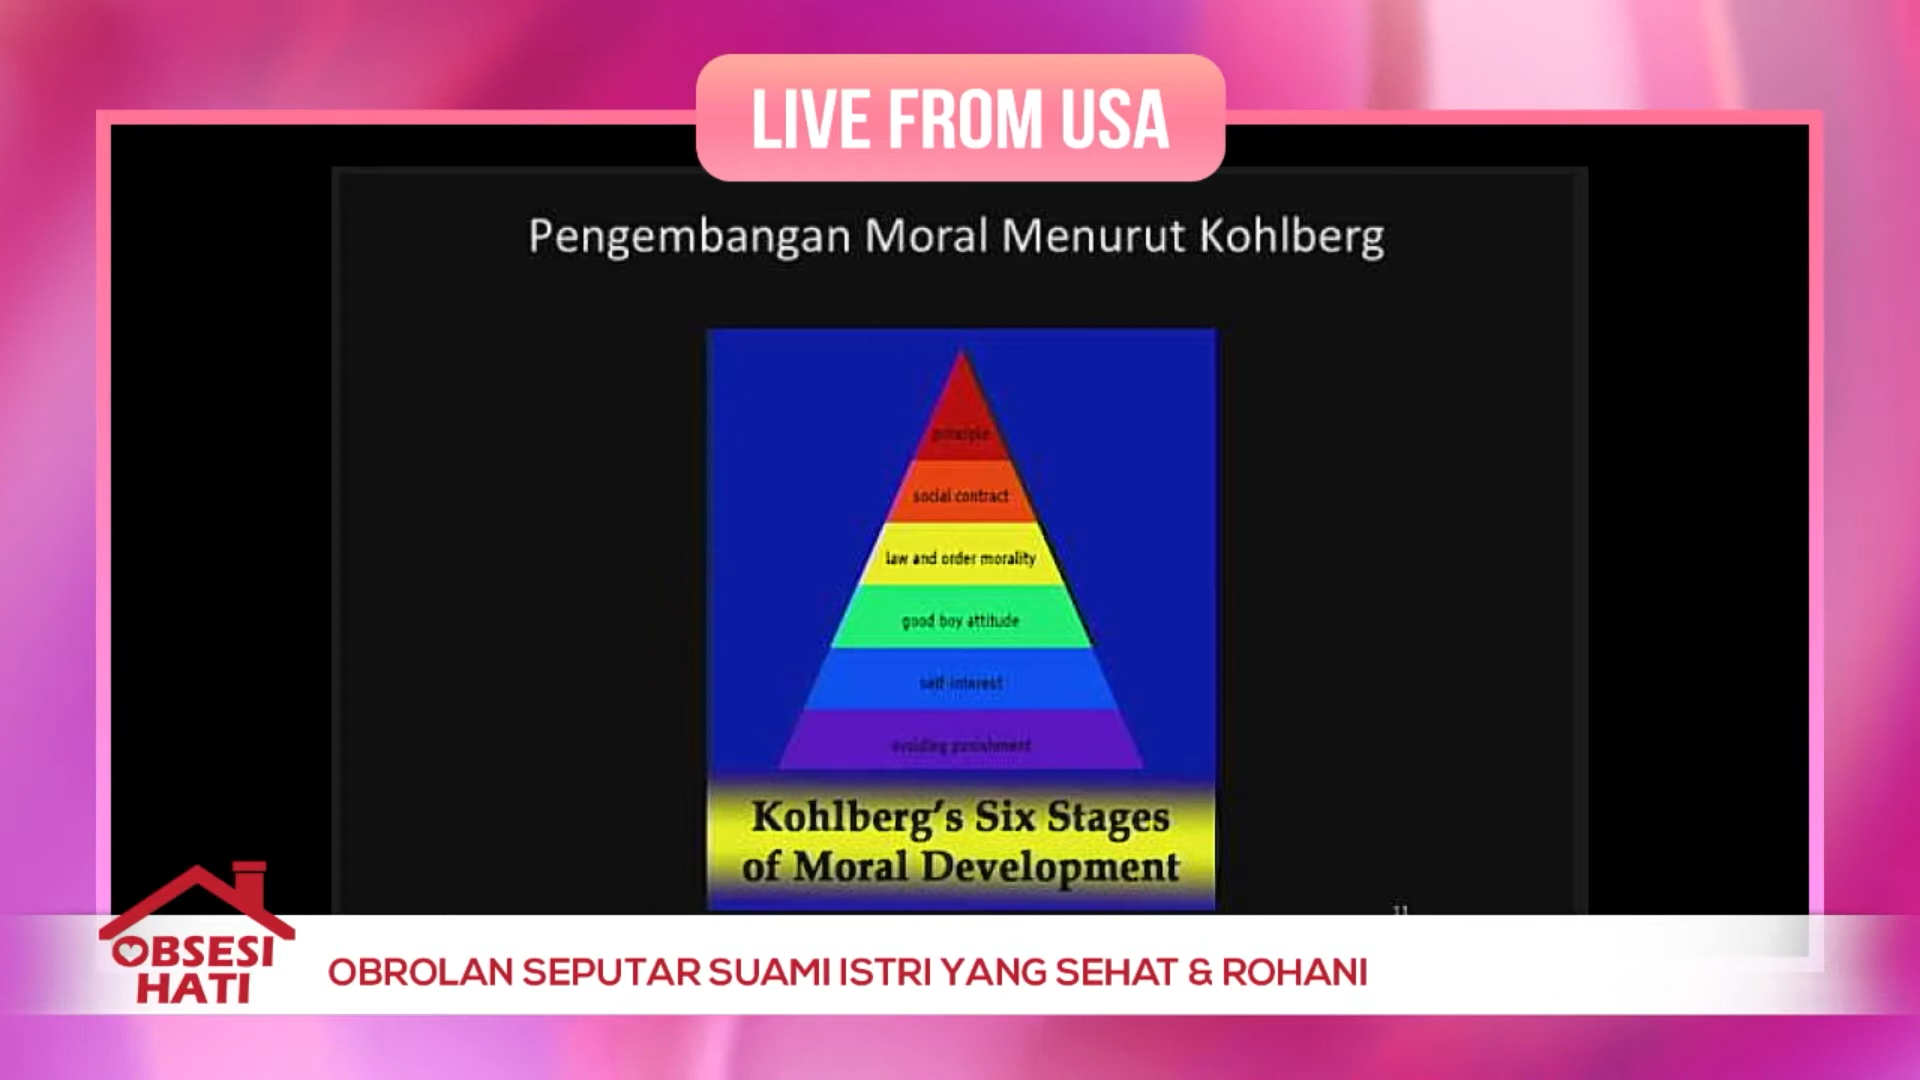 LIVE FROM USA
Pengembangan Moral Menurut Kohlberg
principle
social contract
law and order morality
good boy attitude
self-interest
avoiding punishment
Kohlberg's Six Stages
of Moral Development
11
OBSESI
HATI
OBROLAN SEPUTAR SUAMI ISTRI YANG SEHAT & ROHANI